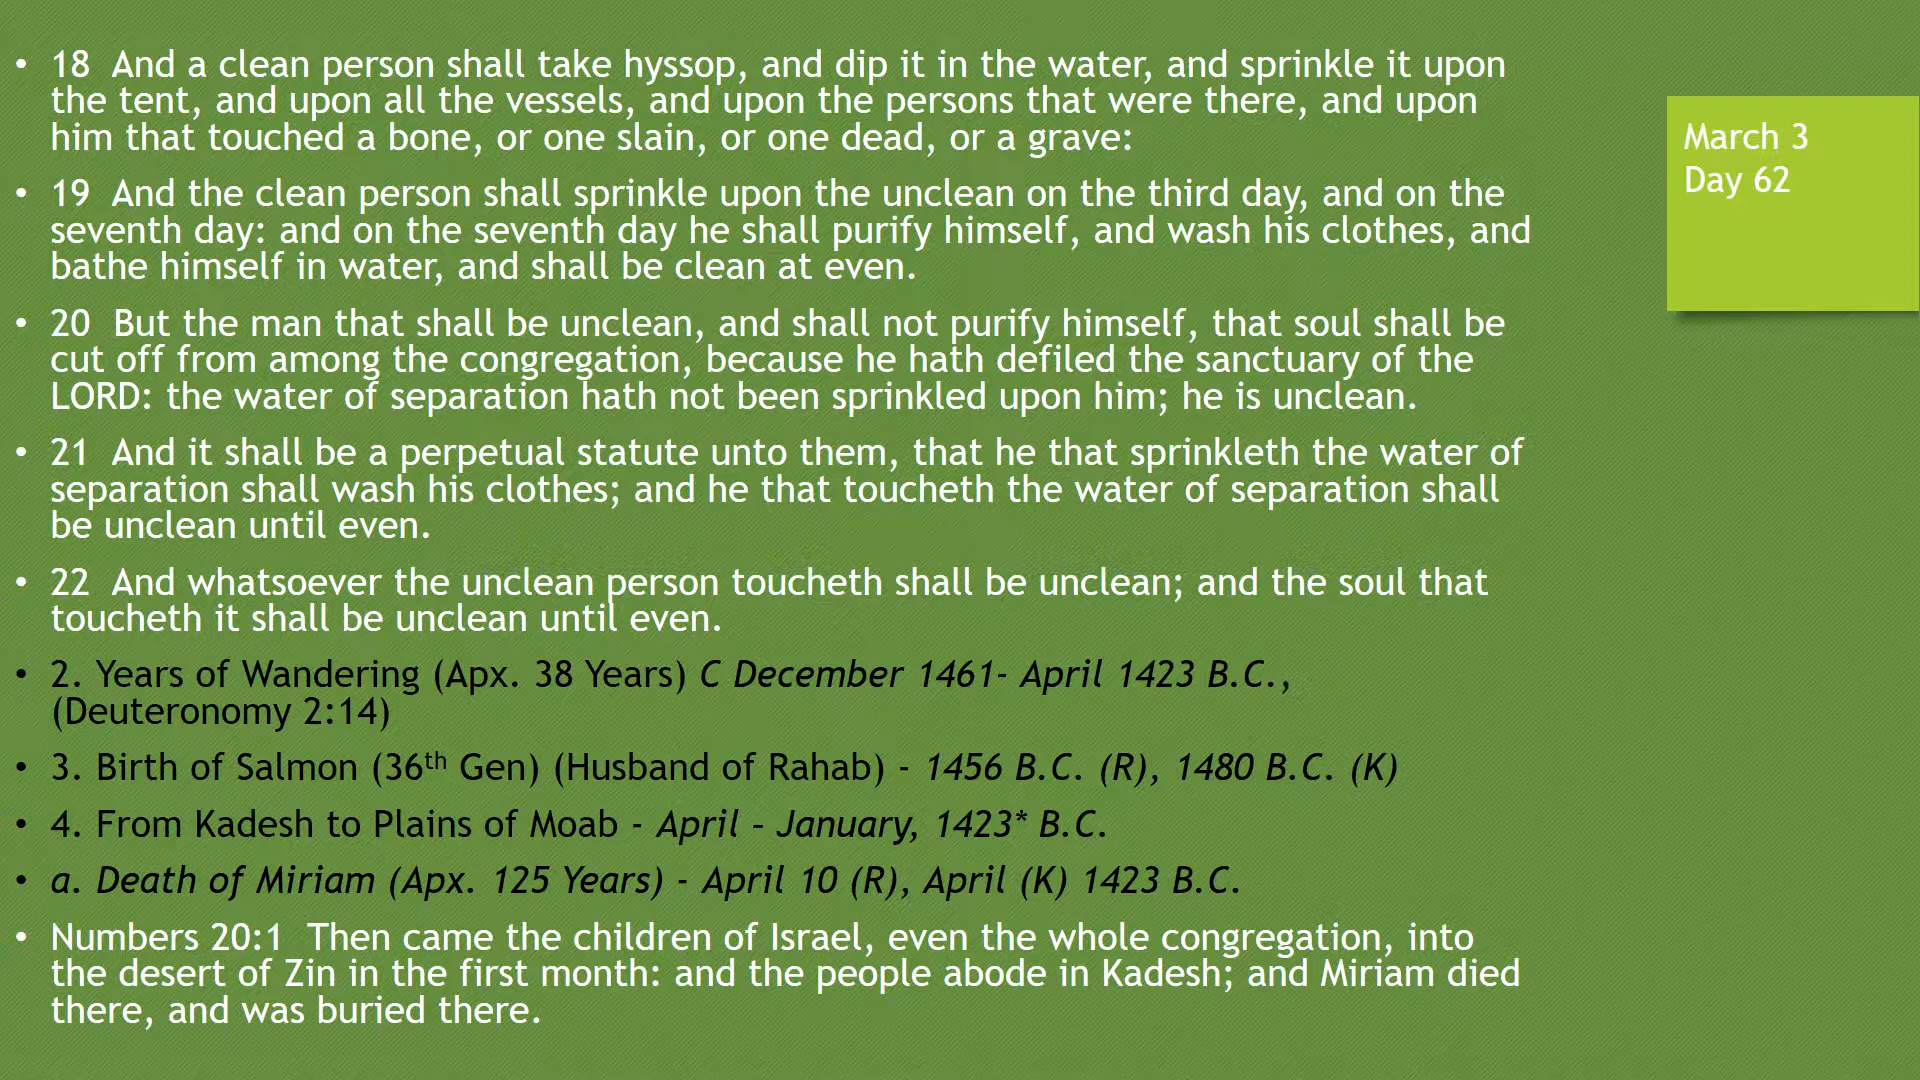 • 18  And a clean person shall take hyssop, and dip it in the water, and sprinkle it upon
the tent, and upon all the vessels, and upon the persons that were there, and upon
him that touched a bone, or one slain, or one dead, or a grave:
• 19  And the clean person shall sprinkle upon the unclean on the third day, and on the
seventh day: and on the seventh day he shall purify himself, and wash his clothes, and
bathe himself in water, and shall be clean at even.
• 20  But the man that shall be unclean, and shall not purify himself, that soul shall be
cut off from among the congregation, because he hath defiled the sanctuary of the
LORD: the water of separation hath not been sprinkled upon him; he is unclean.
• 21  And it shall be a perpetual statute unto them, that he that sprinkleth the water of
separation shall wash his clothes; and he that toucheth the water of separation shall
be unclean until even.
• 22  And whatsoever the unclean person toucheth shall be unclean; and the soul that
toucheth it shall be unclean until even.
• 2. Years of Wandering (Apx. 38 Years) C December 1461- April 1423 B.C.,
(Deuteronomy 2:14)
• 3. Birth of Salmon (36th Gen) (Husband of Rahab) - 1456 B.C. (R), 1480 B.C. (K)
• 4. From Kadesh to Plains of Moab - April – January, 1423* B.C.
• a. Death of Miriam (Apx. 125 Years) - April 10 (R), April (K) 1423 B.C.
• Numbers 20:1  Then came the children of Israel, even the whole congregation, into
the desert of Zin in the first month: and the people abode in Kadesh; and Miriam died
there, and was buried there.
March 3
Day 62